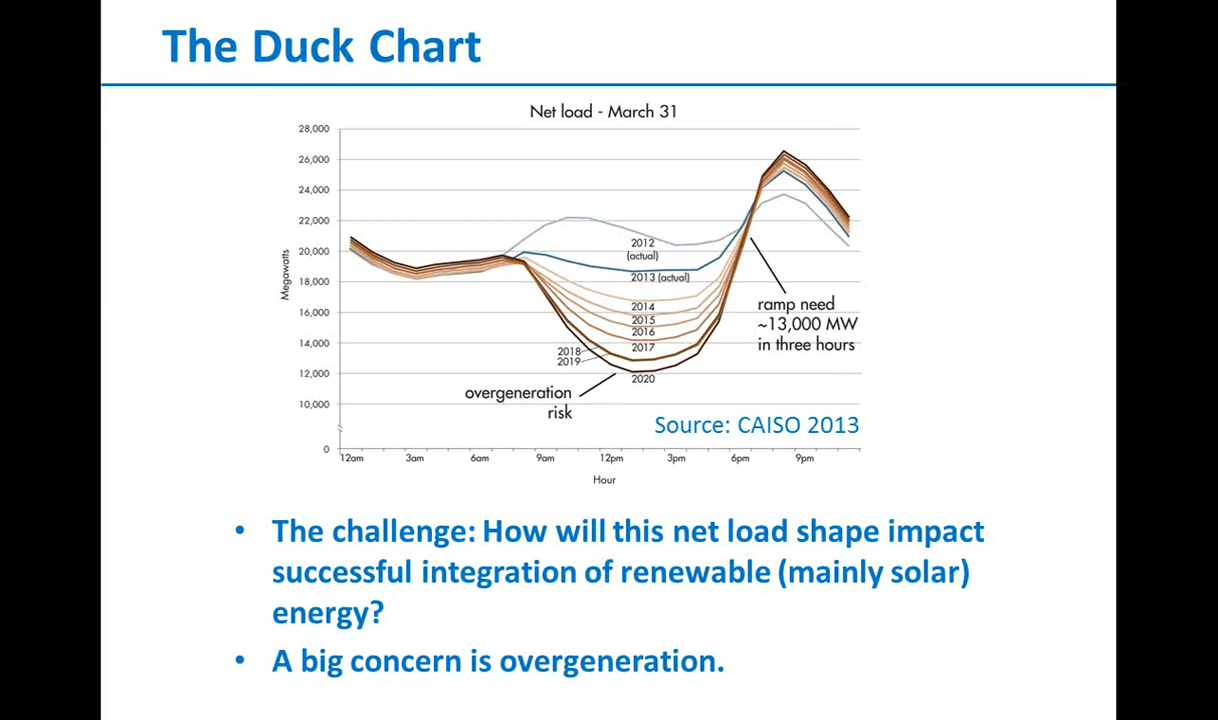 The Duck Chart
Net load - March 31
28,000
26,000
24,000
22,000
20,000
18,000
16,000
14,000
12,000
10,000
0
Megawatts
2012
(actual)
2013 (actual)
2014
2015
2016
2017
2018
2019
2020
ramp need
~13,000 MW
in three hours
overgeneration
risk
Source: CAISO 2013
12am 3am 6am 9am 12pm 3pm 6pm 9pm
Hour
• The challenge: How will this net load shape impact
successful integration of renewable (mainly solar)
energy?
• A big concern is overgeneration.